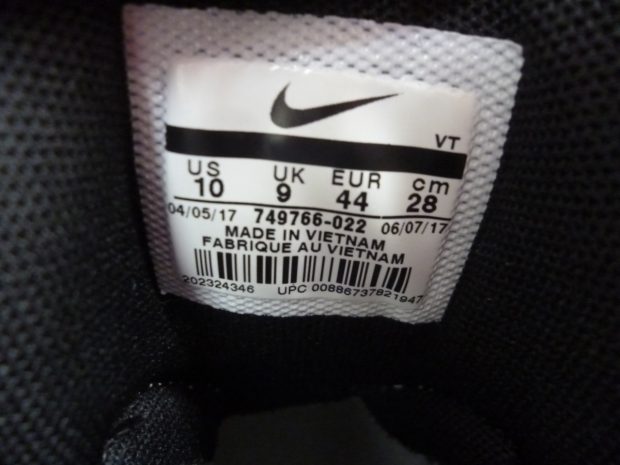 VT
US UK EUR cm
10 9 44 28
04/05/17 749766-022 06/07/17
MADE IN VIETNAM
FABRIQUE AU VIETNAM
202324346 UPC 00886737821947